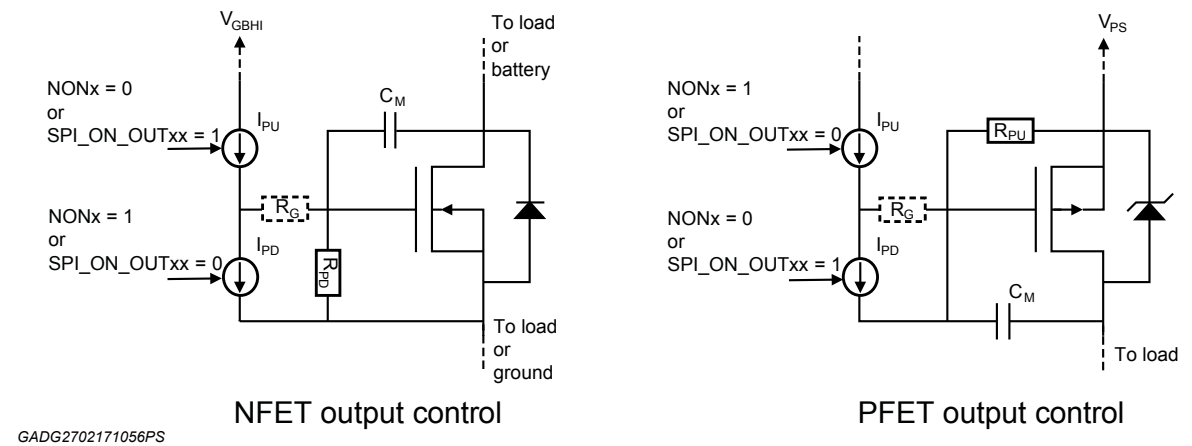 V_GBHI
To load
or
battery
NONx = 0
or
SPI_ON_OUTxx = 1
I_PU
C_M
R_G
NONx = 1
or
SPI_ON_OUTxx = 0
I_PD
R_PD
To load
or
ground
NFET output control
V_PS
NONx = 1
or
SPI_ON_OUTxx = 0
I_PU
R_PU
R_G
NONx = 0
or
SPI_ON_OUTxx = 1
I_PD
C_M
To load
PFET output control
GADG2702171056PS